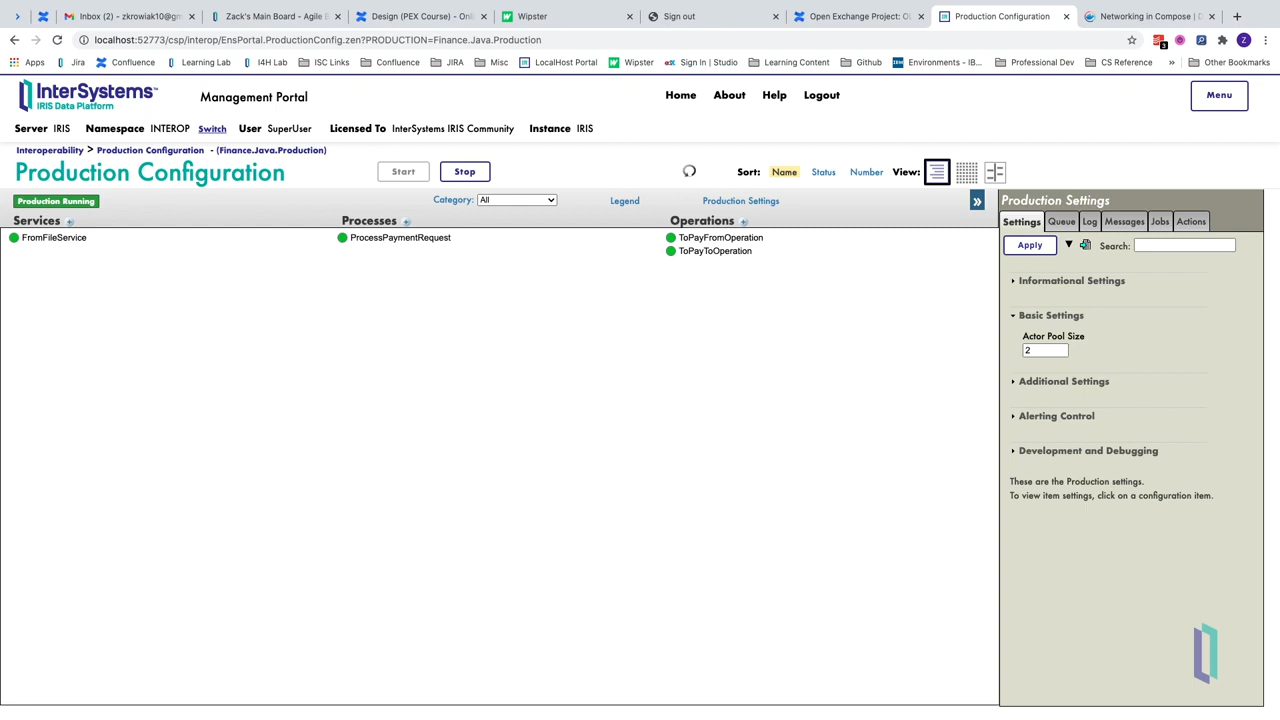 Inbox (2) - zkrowiak10@gm
Zack's Main Board - Agile B
Design (PEX Course) - Onli
Wipster
Sign out
Open Exchange Project: OL
Production Configuration
Networking in Compose | D
localhost:52773/csp/interop/EnsPortal.ProductionConfig.zen?PRODUCTION=Finance.Java.Production
3
Z
Apps Jira Confluence Learning Lab I4H Lab ISC Links Confluence JIRA Misc LocalHost Portal Wipster Sign In | Studio Learning Content Github Environments - IB... Professional Dev CS Reference » Other Bookmarks
InterSystems™
IRIS Data Platform
Management Portal
Home About Help Logout
Menu
Server IRIS Namespace INTEROP Switch User SuperUser Licensed To InterSystems IRIS Community Instance IRIS
Interoperability > Production Configuration - (Finance.Java.Production)
Production Configuration
Start Stop
Sort: Name Status Number View:
Production Running
Category: All
Legend
Production Settings
»
Services
Processes
Operations
FromFileService
ProcessPaymentRequest
ToPayFromOperation
ToPayToOperation
Production Settings
Settings Queue Log Messages Jobs Actions
Apply Search:
Informational Settings
Basic Settings
Actor Pool Size
2
Additional Settings
Alerting Control
Development and Debugging
These are the Production settings.
To view item settings, click on a configuration item.